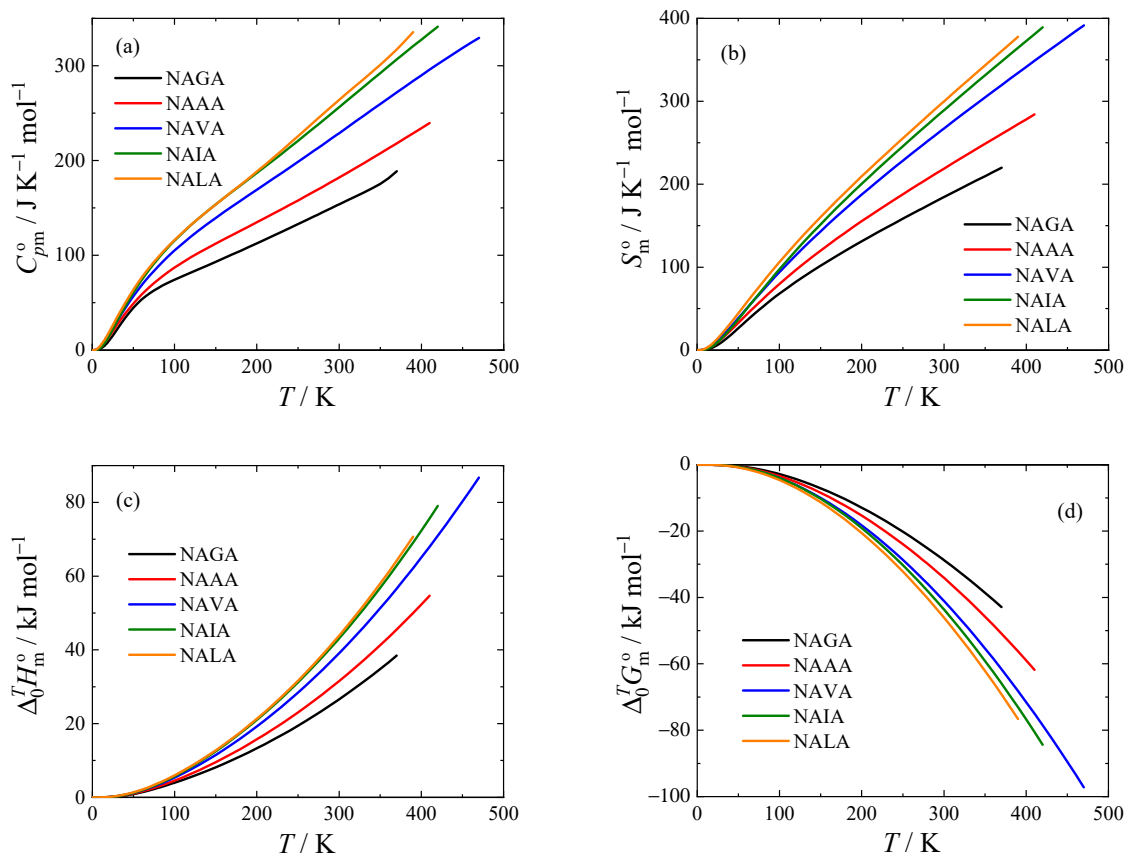 (a)
NAGA
NAAA
NAVA
NAIA
NALA
C°pm / J K⁻¹ mol⁻¹
300
200
100
0
0 100 200 300 400 500
T / K
(b)
NAGA
NAAA
NAVA
NAIA
NALA
S°m / J K⁻¹ mol⁻¹
400
300
200
100
0
0 100 200 300 400 500
T / K
(c)
NAGA
NAAA
NAVA
NAIA
NALA
Δ₀ᵀH°m / kJ mol⁻¹
80
60
40
20
0
0 100 200 300 400 500
T / K
(d)
NAGA
NAAA
NAVA
NAIA
NALA
Δ₀ᵀG°m / kJ mol⁻¹
0
−20
−40
−60
−80
−100
0 100 200 300 400 500
T / K